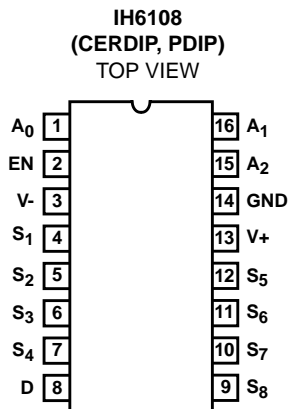 IH6108
(CERDIP, PDIP)
TOP VIEW
A0 1 16 A1
EN 2 15 A2
V- 3 14 GND
S1 4 13 V+
S2 5 12 S5
S3 6 11 S6
S4 7 10 S7
D 8 9 S8